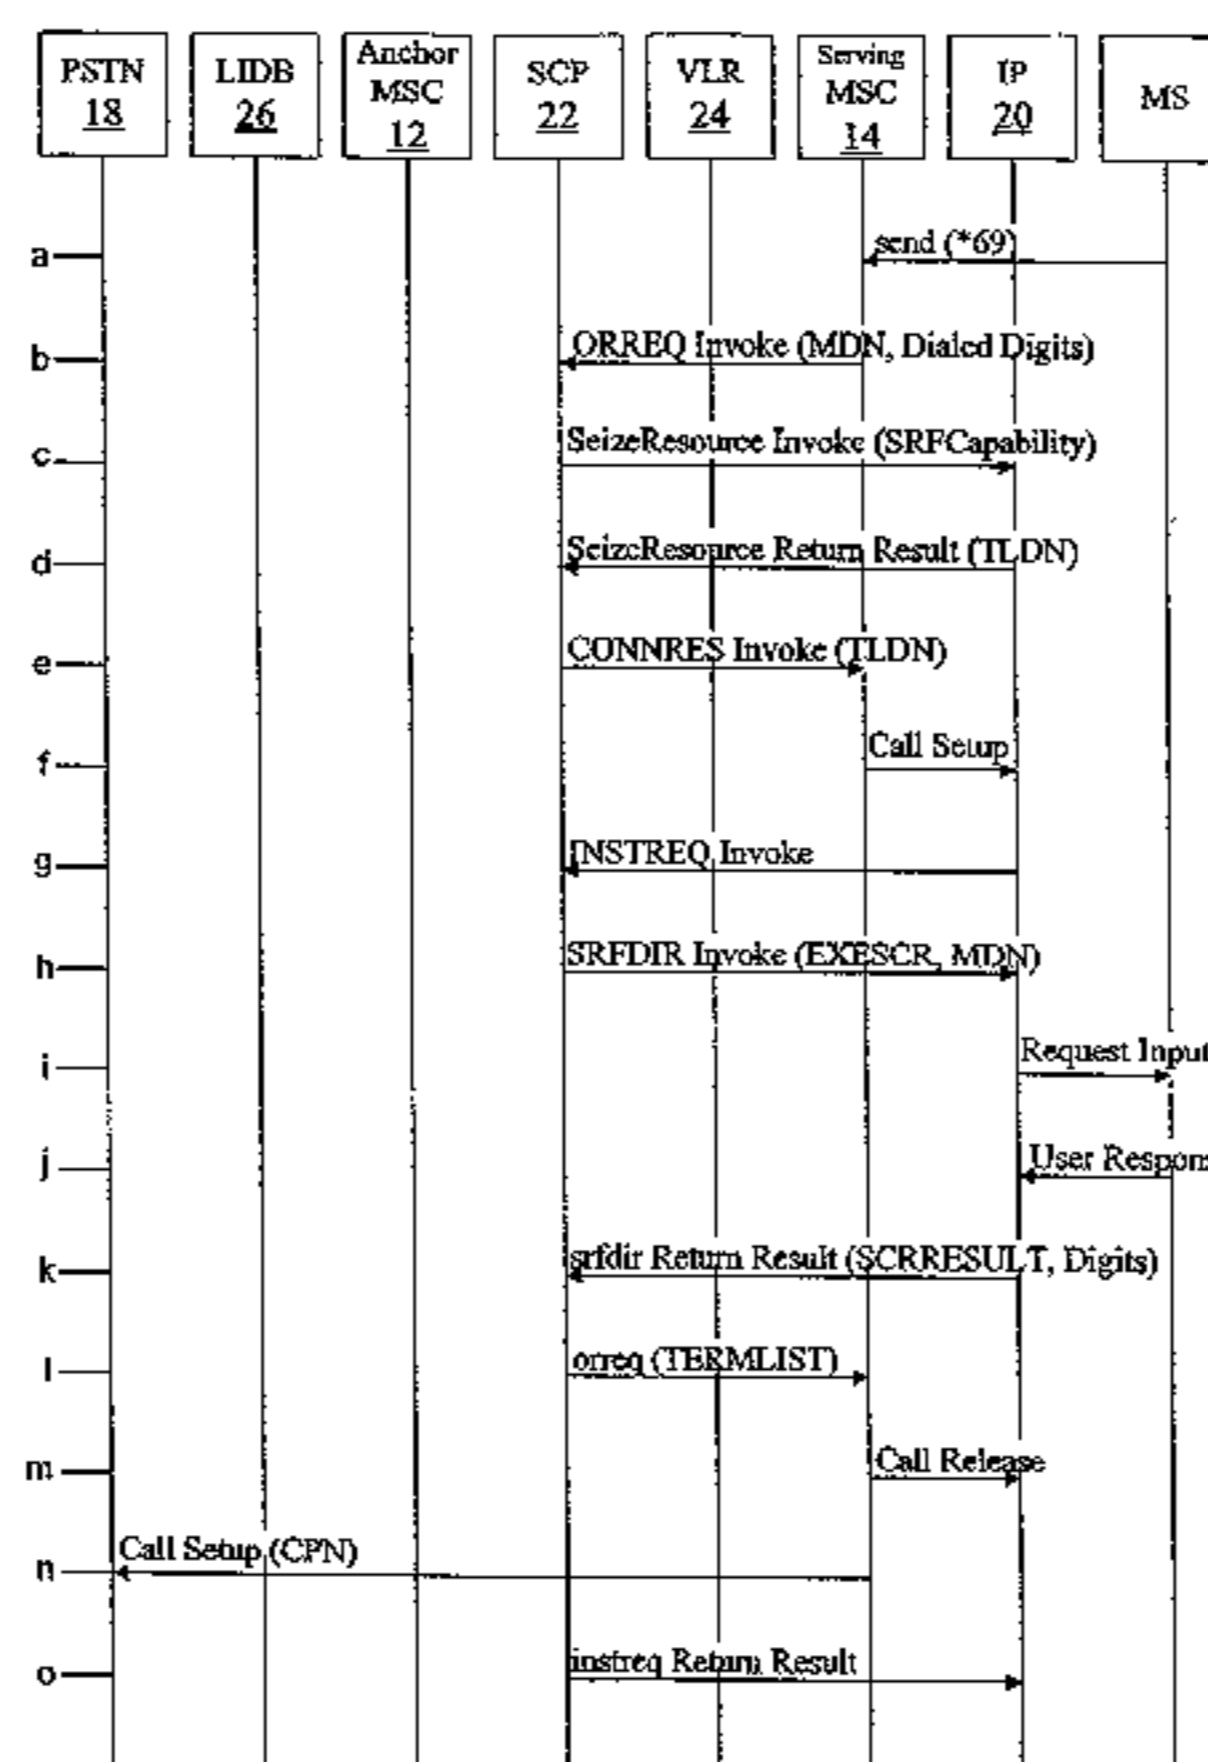 PSTN
18
LIDB
26
Anchor
MSC
12
SCP
22
VLR
24
Serving
MSC
14
IP
20
MS
a
send (*69)
b
ORREQ Invoke (MDN, Dialed Digits)
c
SeizeResource Invoke (SRFCapability)
d
SeizeResource Return Result (TLDN)
e
CONNRES Invoke (TLDN)
f
Call Setup
g
INSTREQ Invoke
h
SRFDIR Invoke (EXESCR, MDN)
i
Request Input
j
User Respon
k
srfdir Return Result (SCRRESULT, Digits)
l
orreq (TERMLIST)
m
Call Release
n
Call Setup (CPN)
o
instreq Return Result